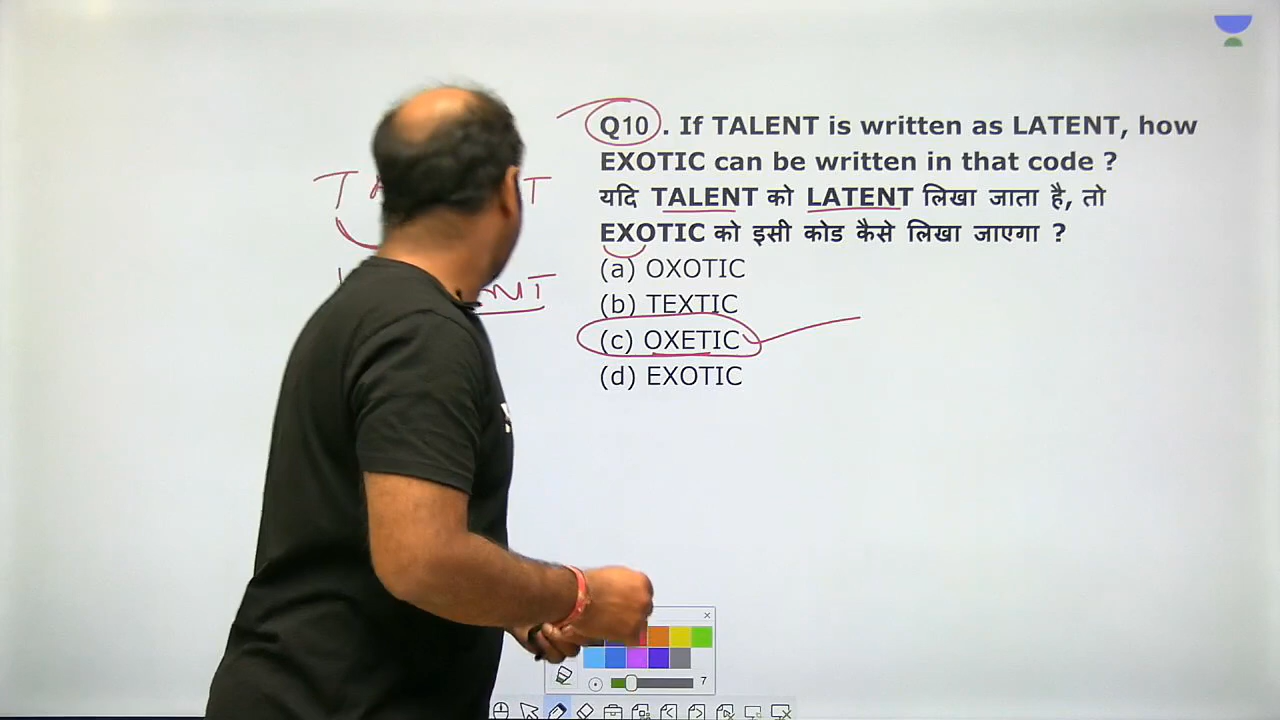 Q10. If TALENT is written as LATENT, how
EXOTIC can be written in that code ?
यदि TALENT को LATENT लिखा जाता है, तो
EXOTIC को इसी कोड कैसे लिखा जाएगा ?
(a) OXOTIC
(b) TEXTIC
(c) OXETIC
(d) EXOTIC
T
T
NT
7